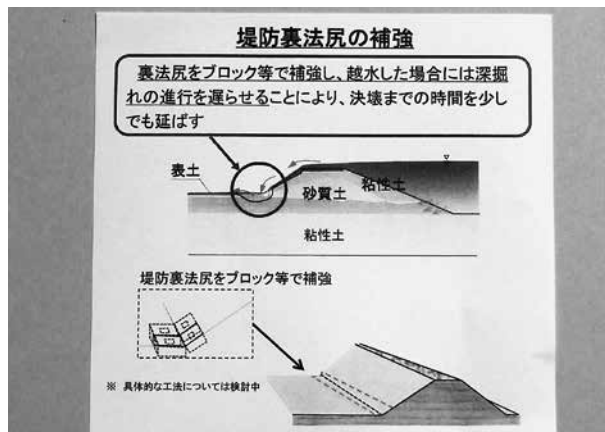 堤防裏法尻の補強
裏法尻をブロック等で補強し、越水した場合には深掘
れの進行を遅らせることにより、決壊までの時間を少し
でも延ばす
表土
砂質土
粘性土
粘性土
堤防裏法尻をブロック等で補強
※ 具体的な工法については検討中